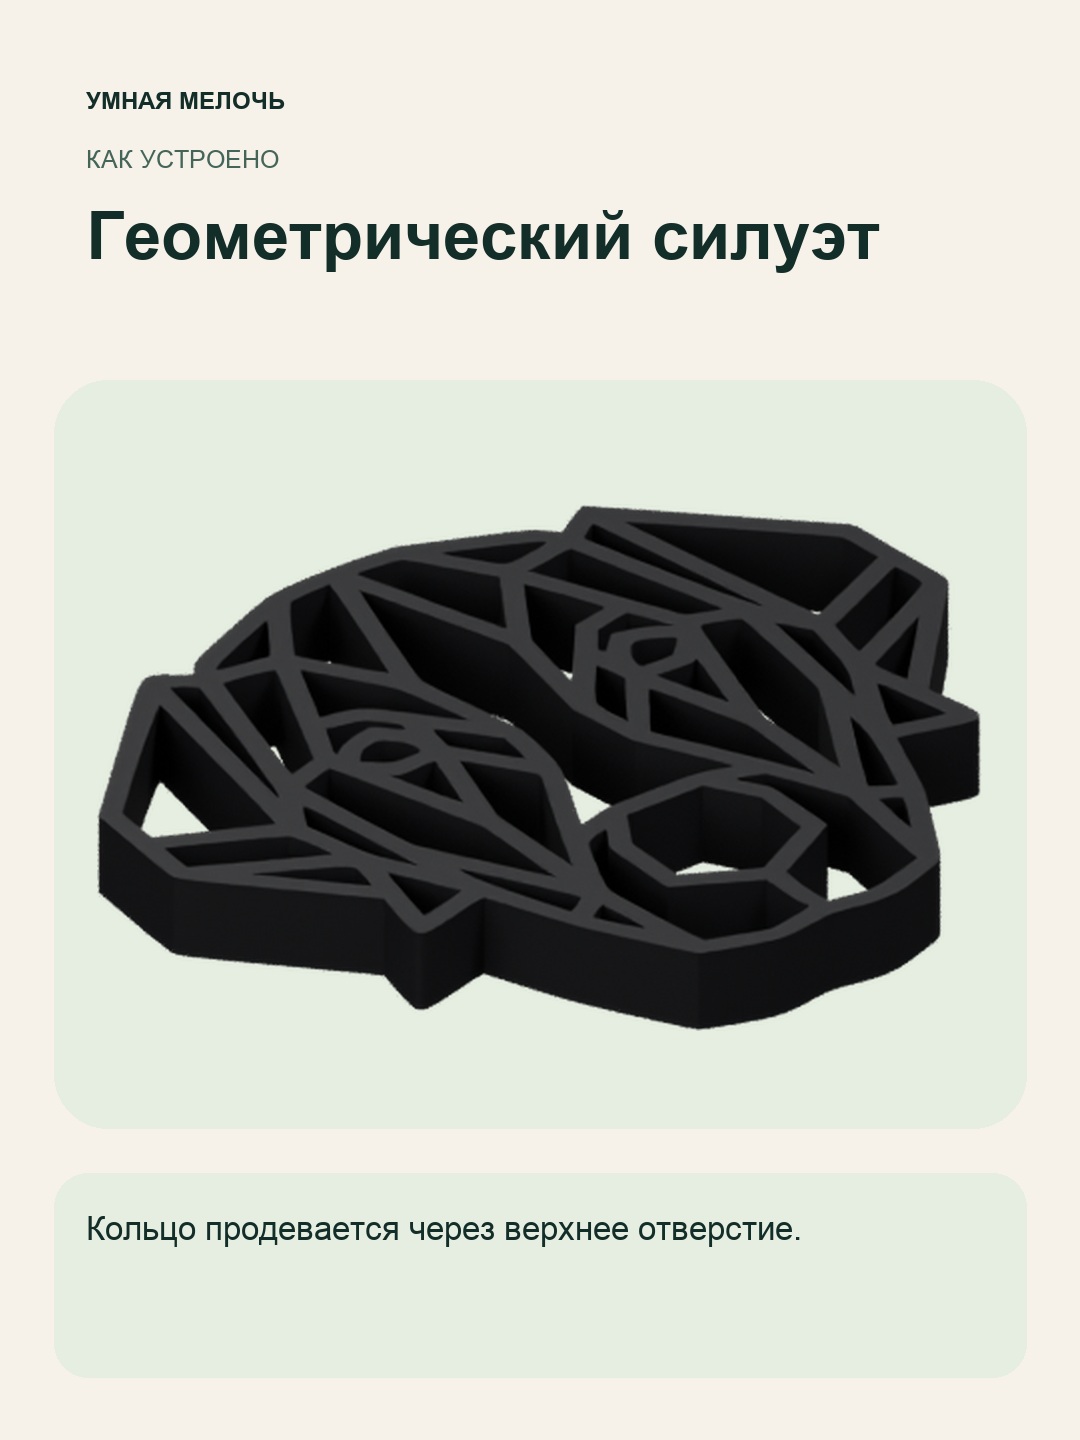 УМНАЯ МЕЛОЧЬ
КАК УСТРОЕНО
Геометрический силуэт
Кольцо продевается через верхнее отверстие.